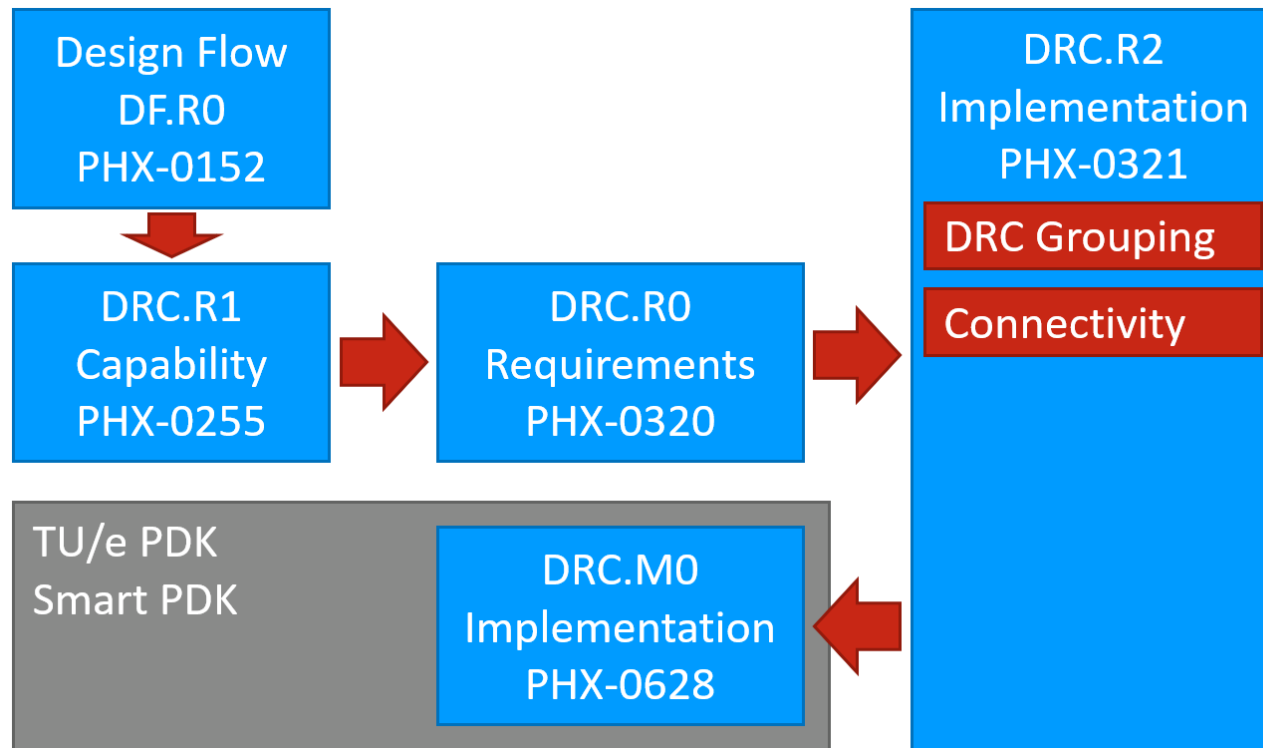 Design Flow
DF.R0
PHX-0152
DRC.R1
Capability
PHX-0255
DRC.R0
Requirements
PHX-0320
DRC.R2
Implementation
PHX-0321
DRC Grouping
Connectivity
TU/e PDK
Smart PDK
DRC.M0
Implementation
PHX-0628